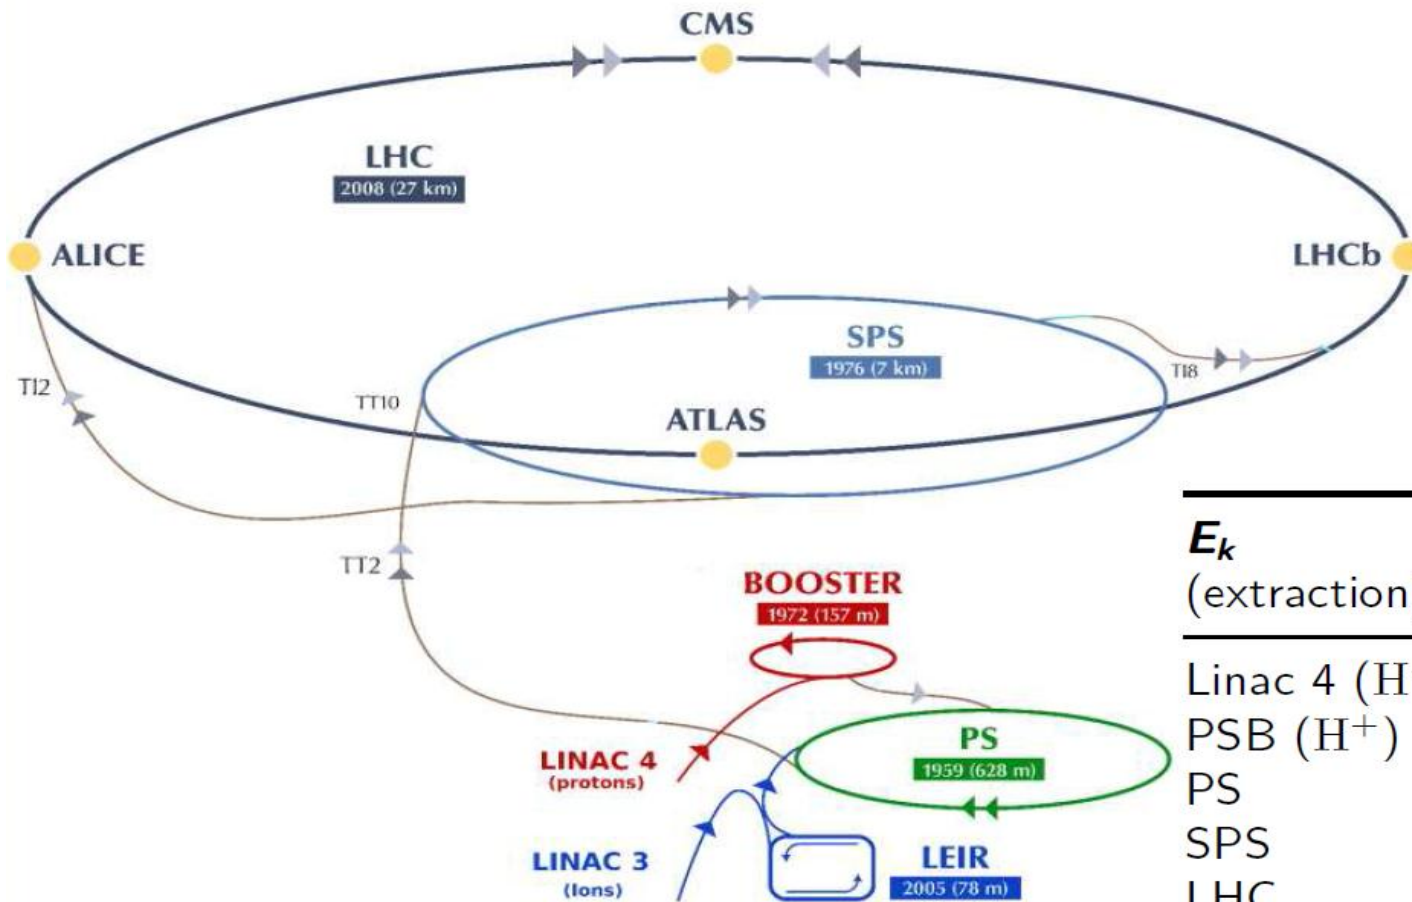 CMS
LHC
2008 (27 km)
ALICE
LHCb
SPS
1976 (7 km)
TI2
TT10
TI8
ATLAS
TT2
BOOSTER
1972 (157 m)
LINAC 4
(protons)
PS
1959 (628 m)
LINAC 3
(Ions)
LEIR
2005 (78 m)
Ek
(extraction
Linac 4 (H
PSB (H+)
PS
SPS
LHC